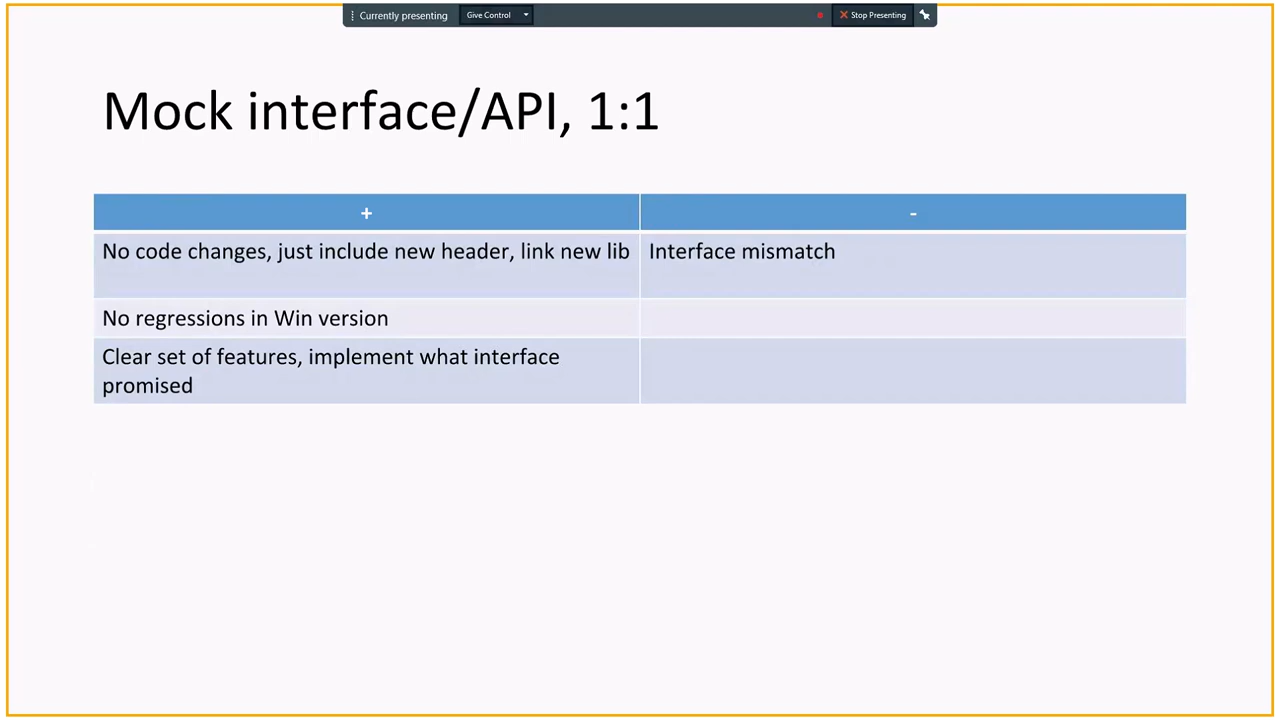 Currently presenting
Give Control
Stop Presenting
Mock interface/API, 1:1
+
-
No code changes, just include new header, link new lib
Interface mismatch
No regressions in Win version
Clear set of features, implement what interface
promised